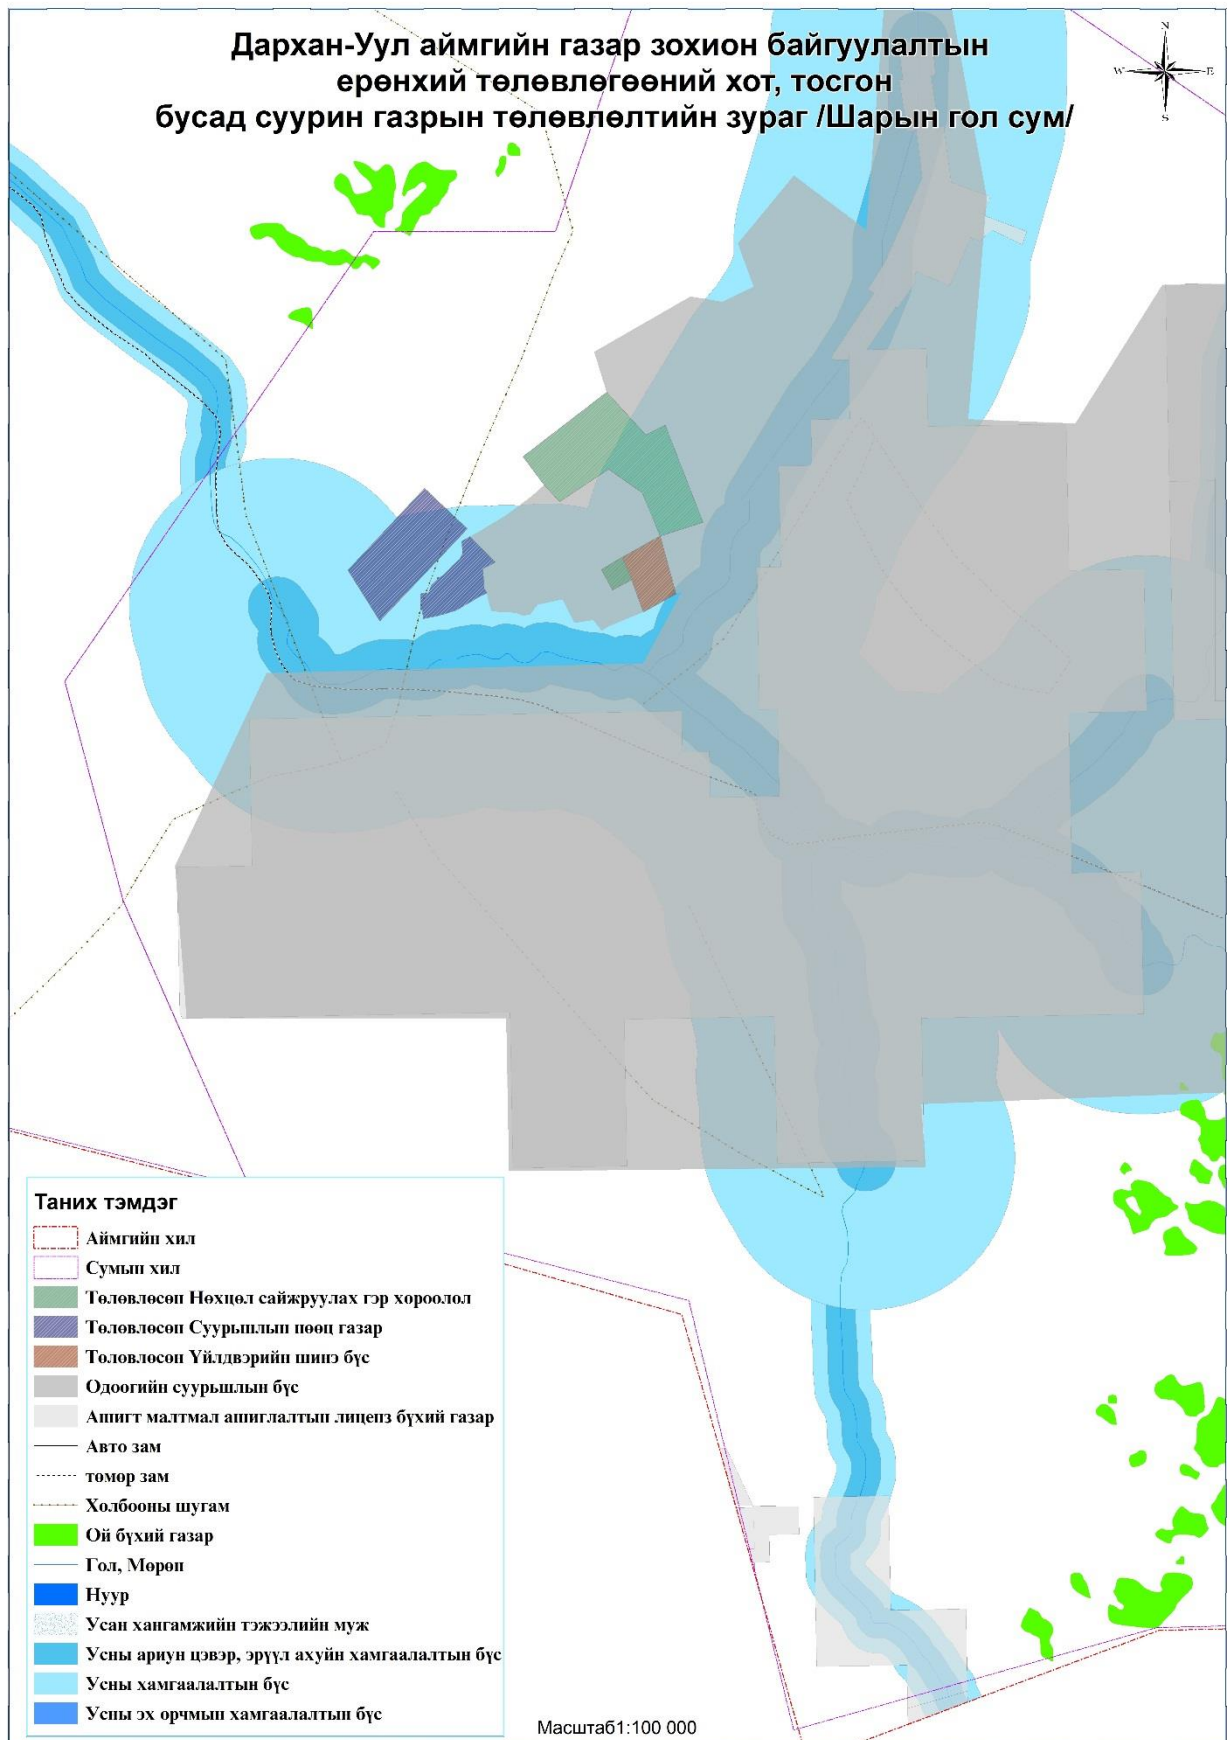 Дархан-Уул аймгийн газар зохион байгуулалтын
ерөнхий төлөвлөгөөний хот, тосгон
бусад суурин газрын төлөвлөлтийн зураг /Шарын гол сум/
N
W E
S
Таних тэмдэг
Аймгийн хил
Сумын хил
Төлөвлөсөн Нөхцөл сайжруулах гэр хороолол
Төлөвлөсөн Суурьшлын нөөц газар
Төлөвлөсөн Үйлдвэрийн шинэ бүс
Одоогийн суурьшлын бүс
Ашигт малтмал ашиглалтын лиценз бүхий газар
Авто зам
төмөр зам
Холбооны шугам
Ой бүхий газар
Гол, Мөрөн
Нуур
Усан хангамжийн тэжээлийн муж
Усны ариун цэвэр, эрүүл ахуйн хамгаалалтын бүс
Усны хамгаалалтын бүс
Усны эх орчмын хамгаалалтын бүс
Масштаб1:100 000